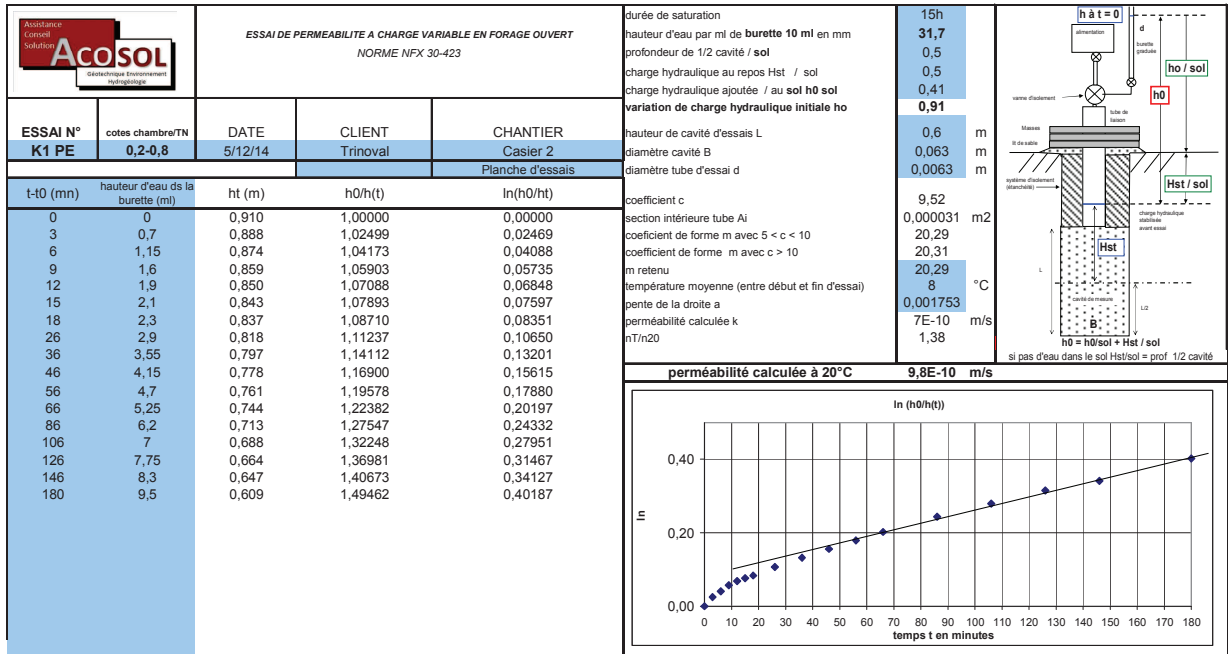 Assistance
Conseil
Solution
ACOSOL
Géotechnique Environnement
Hydrogéologie
ESSAI DE PERMEABILITE A CHARGE VARIABLE EN FORAGE OUVERT
NORME NFX 30-423
ESSAI N° cotes chambre/TN DATE CLIENT CHANTIER
K1 PE 0,2-0,8 5/12/14 Trinoval Casier 2
Planche d'essais
t-t0 (mn) hauteur d'eau ds la burette (ml) ht (m) h0/h(t) ln(h0/ht)
0 0 0,910 1,00000 0,00000
3 0,7 0,888 1,02499 0,02469
6 1,15 0,874 1,04173 0,04088
9 1,6 0,859 1,05903 0,05735
12 1,9 0,850 1,07088 0,06848
15 2,1 0,843 1,07893 0,07597
18 2,3 0,837 1,08710 0,08351
26 2,9 0,818 1,11237 0,10650
36 3,55 0,797 1,14112 0,13201
46 4,15 0,778 1,16900 0,15615
56 4,7 0,761 1,19578 0,17880
66 5,25 0,744 1,22382 0,20197
86 6,2 0,713 1,27547 0,24332
106 7 0,688 1,32248 0,27951
126 7,75 0,664 1,36981 0,31467
146 8,3 0,647 1,40673 0,34127
180 9,5 0,609 1,49462 0,40187
durée de saturation 15h
hauteur d'eau par ml de burette 10 ml en mm 31,7
profondeur de 1/2 cavité / sol 0,5
charge hydraulique au repos Hst / sol 0,5
charge hydraulique ajoutée / au sol h0 sol 0,41
variation de charge hydraulique initiale ho 0,91
hauteur de cavité d'essais L 0,6 m
diamètre cavité B 0,063 m
diamètre tube d'essai d 0,0063 m
coefficient c 9,52
section intérieure tube Ai 0,000031 m2
coeficient de forme m avec 5 < c < 10 20,29
coefficient de forme m avec c > 10 20,31
m retenu 20,29
température moyenne (entre début et fin d'essai) 8 °C
pente de la droite a 0,001753
perméabilité calculée k 7E-10 m/s
nT/n20 1,38
perméabilité calculée à 20°C 9,8E-10 m/s
h à t = 0
alimentation
d
burette
graduée
ho / sol
h0
vanne d'isolement
tube de
liaison
Masses
lit de sable
système d'isolement
(étanchéité)
Hst / sol
charge hydraulique
stabilisée
avant essai
Hst
L
cavité de mesure
L/2
B
h0 = h0/sol + Hst / sol
si pas d'eau dans le sol Hst/sol = prof 1/2 cavité
ln (h0/h(t))
ln
0,40
0,20
0,00
0 10 20 30 40 50 60 70 80 90 100 110 120 130 140 150 160 170 180
temps t en minutes